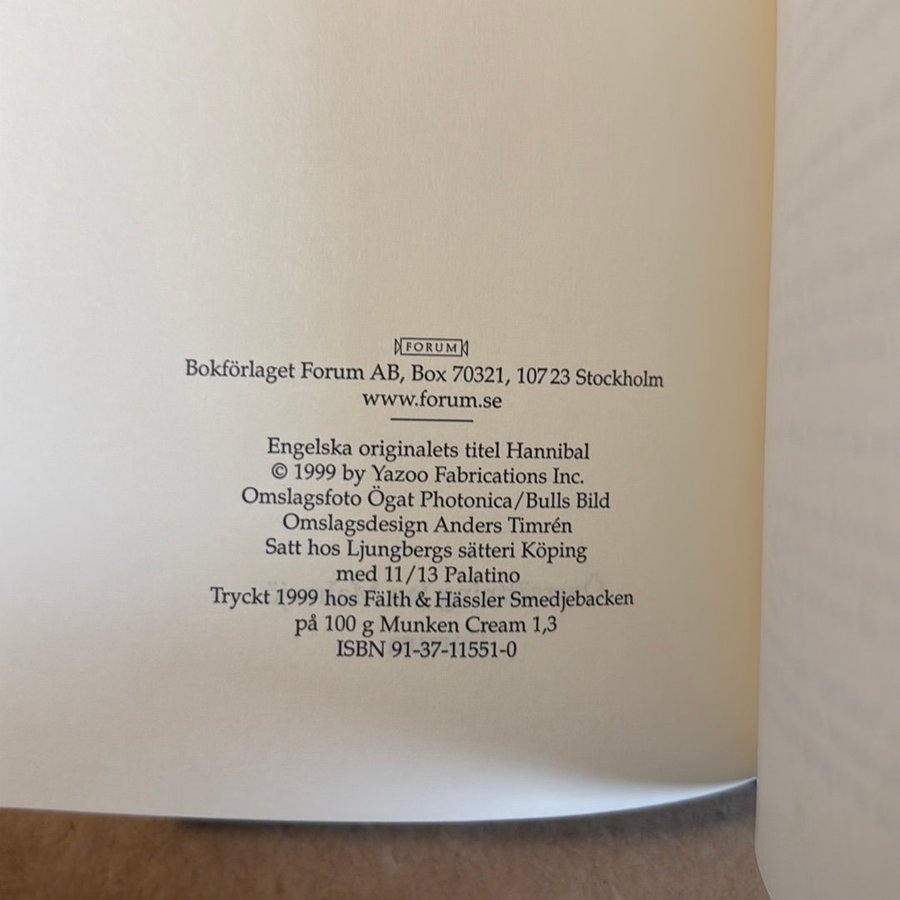 FORUM
Bokförlaget Forum AB, Box 70321, 107 23 Stockholm
www.forum.se
Engelska originalets titel Hannibal
© 1999 by Yazoo Fabrications Inc.
Omslagsfoto Ögat Photonica/Bulls Bild
Omslagsdesign Anders Timrén
Satt hos Ljungbergs sätteri Köping
med 11/13 Palatino
Tryckt 1999 hos Fälth & Hässler Smedjebacken
på 100 g Munken Cream 1,3
ISBN 91-37-11551-0